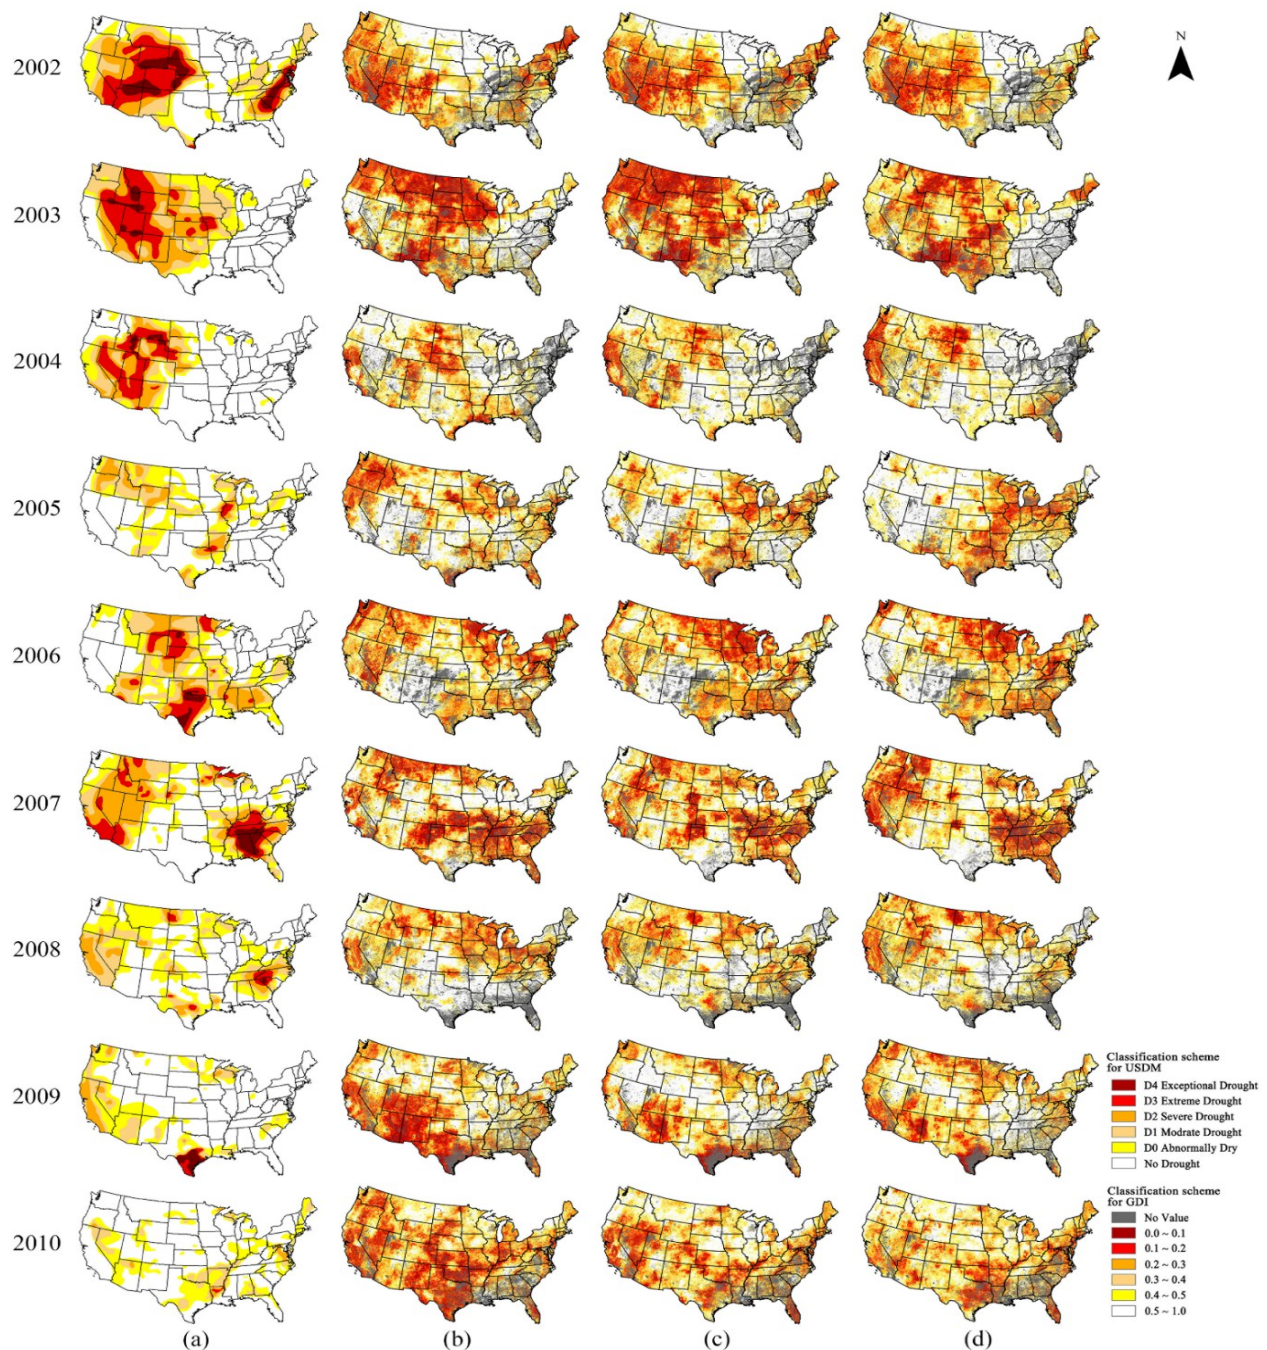 N
2002
2003
2004
2005
2006
2007
2008
2009
2010
Classification scheme
for USDM
D4 Exceptional Drought
D3 Extreme Drought
D2 Severe Drought
D1 Modrate Drought
D0 Abnormally Dry
No Drought
Classification scheme
for GDI
No Value
0.0 ~ 0.1
0.1 ~ 0.2
0.2 ~ 0.3
0.3 ~ 0.4
0.4 ~ 0.5
0.5 ~ 1.0
(a) (b) (c) (d)